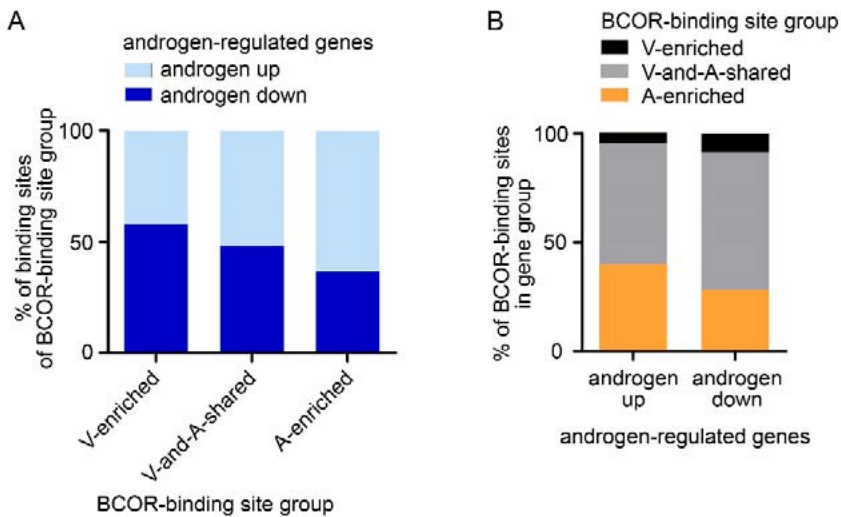 A
androgen-regulated genes
androgen up
androgen down
% of binding sites
of BCOR-binding site group
100
50
0
V-enriched
V-and-A-shared
A-enriched
BCOR-binding site group
B
BCOR-binding site group
V-enriched
V-and-A-shared
A-enriched
% of BCOR-binding sites
in gene group
100
50
0
androgen
up
androgen
down
androgen-regulated genes